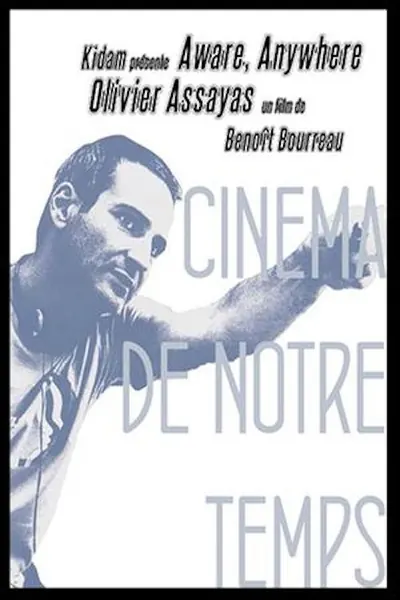 Kidam présente Aware, Anywhere
Olivier Assayas un film de
Benoît Bourreau
CINEMA
DE NOTRE
TEMPS